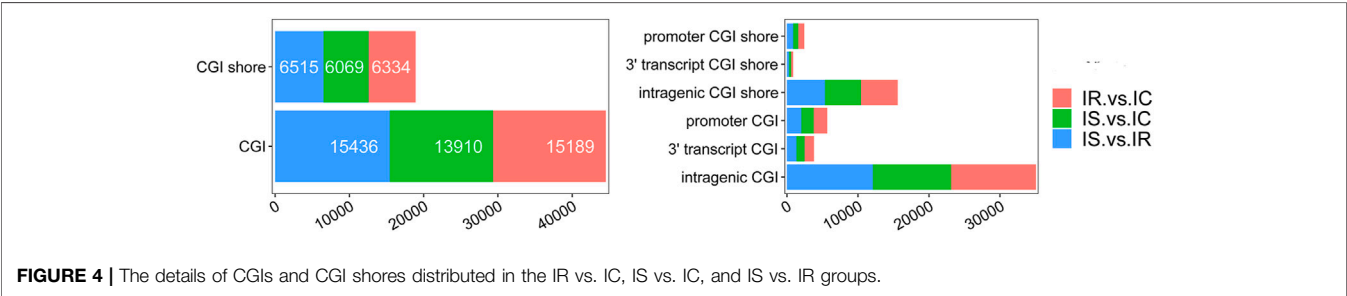 CGI shore
6515 6069 6334
CGI
15436 13910 15189
0 10000 20000 30000 40000
promoter CGI shore
3' transcript CGI shore
intragenic CGI shore
promoter CGI
3' transcript CGI
intragenic CGI
0 10000 20000 30000
IR.vs.IC
IS.vs.IC
IS.vs.IR
FIGURE 4 | The details of CGIs and CGI shores distributed in the IR vs. IC, IS vs. IC, and IS vs. IR groups.